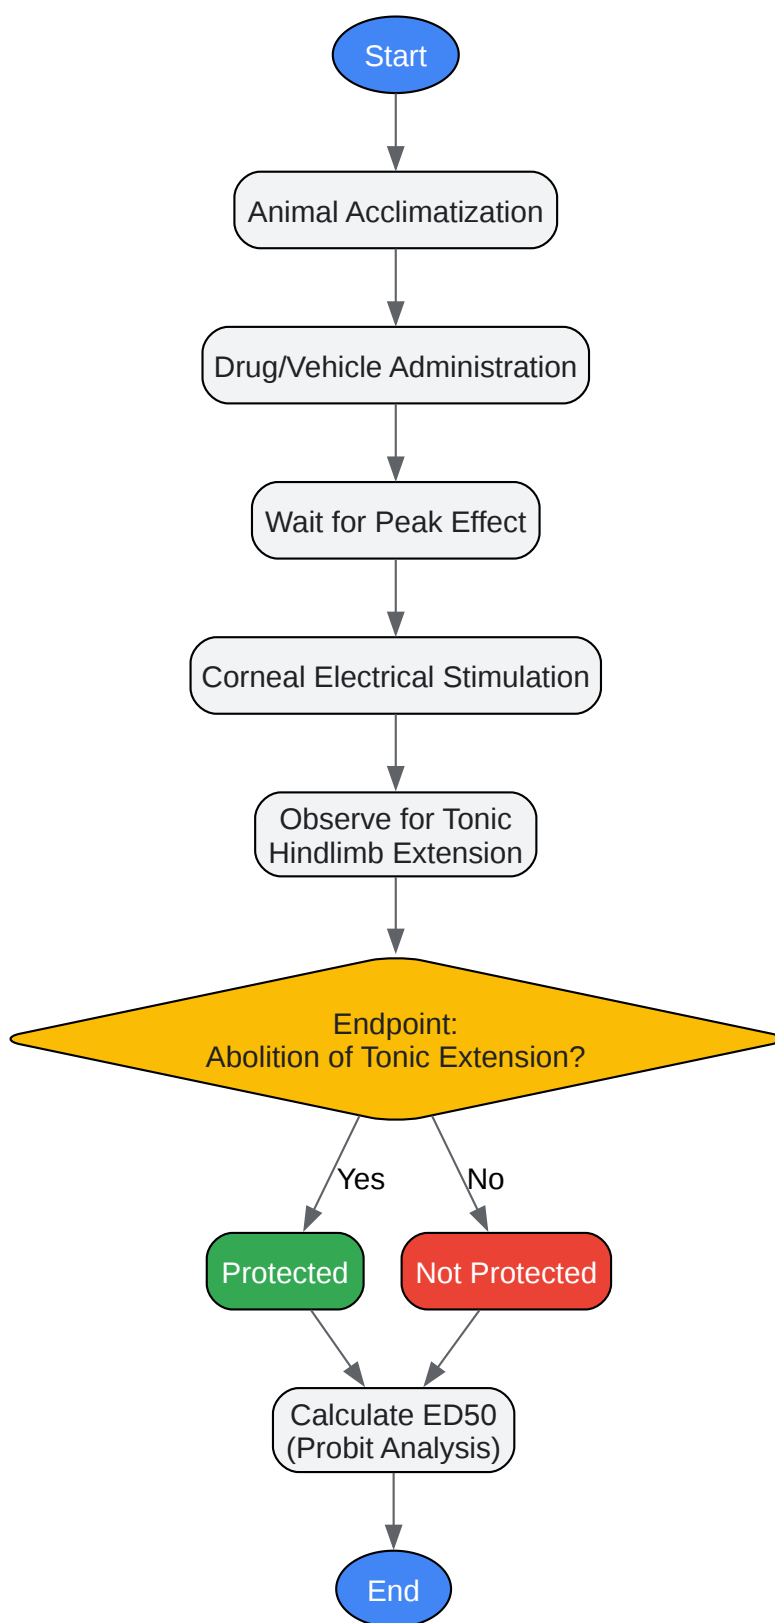 Start
Animal Acclimatization
Drug/Vehicle Administration
Wait for Peak Effect
Corneal Electrical Stimulation
Observe for Tonic
Hindlimb Extension
Endpoint:
Abolition of Tonic Extension?
Yes
No
Protected
Not Protected
Calculate ED50
(Probit Analysis)
End